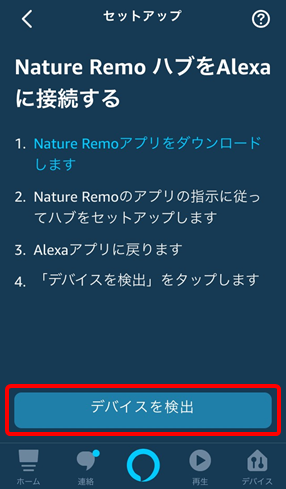 セットアップ
Nature Remo ハブをAlexa
に接続する
1. Nature Remoアプリをダウンロード
します
2. Nature Remoのアプリの指示に従っ
てハブをセットアップします
3. Alexaアプリに戻ります
4. 「デバイスを検出」をタップします
デバイスを検出
ホーム 連絡 再生 デバイス